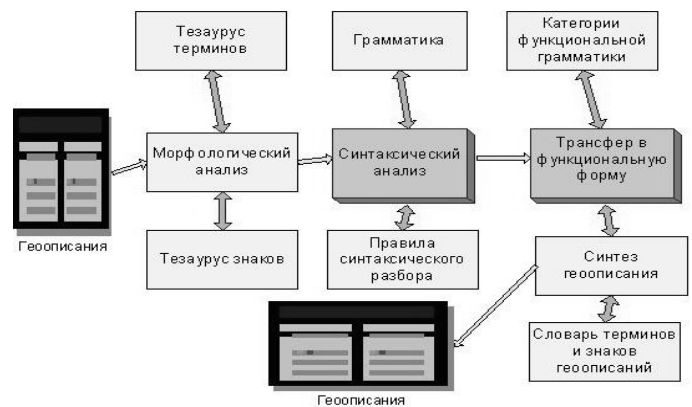 Тезаурус
терминов
Грамматика
Категории
функциональной
грамматики
Морфологический
анализ
Синтаксический
анализ
Трансфер в
функциональную
форму
Геоописания
Тезаурус знаков
Правила
синтаксического
разбора
Синтез
геоописания
Словарь терминов
и знаков
геоописаний
Геоописания